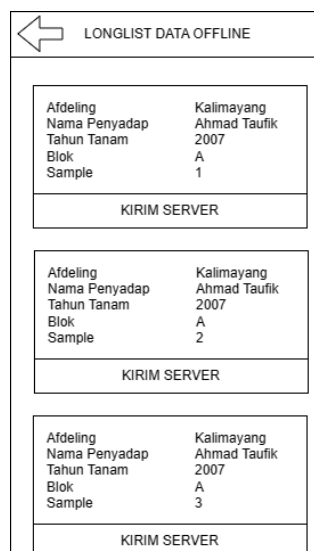 LONGLIST DATA OFFLINE
Afdeling Kalimayang
Nama Penyadap Ahmad Taufik
Tahun Tanam 2007
Blok A
Sample 1
KIRIM SERVER
Afdeling Kalimayang
Nama Penyadap Ahmad Taufik
Tahun Tanam 2007
Blok A
Sample 2
KIRIM SERVER
Afdeling Kalimayang
Nama Penyadap Ahmad Taufik
Tahun Tanam 2007
Blok A
Sample 3
KIRIM SERVER